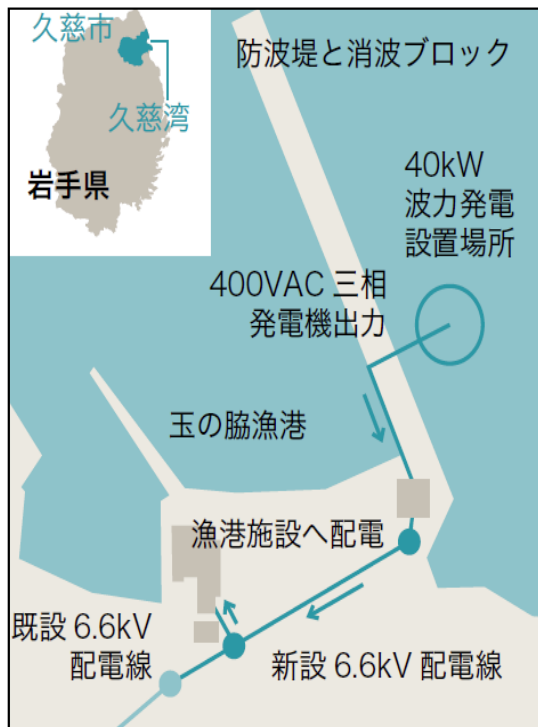 久慈市
久慈湾
岩手県
防波堤と消波ブロック
40kW
波力発電
設置場所
400VAC 三相
発電機出力
玉の脇漁港
漁港施設へ配電
既設 6.6kV
配電線
新設 6.6kV 配電線